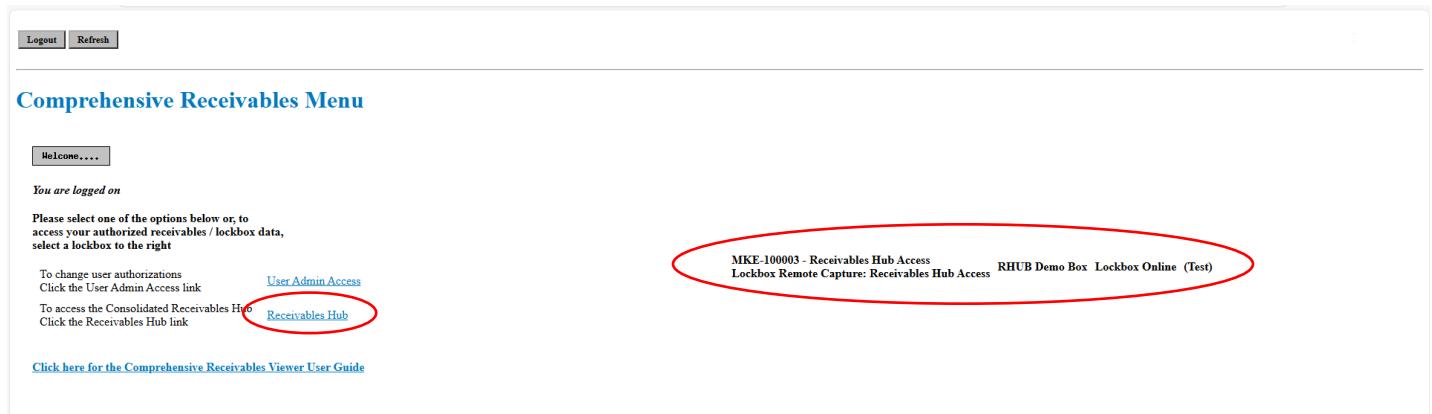 Logout Refresh
Comprehensive Receivables Menu
Welcome....
You are logged on
Please select one of the options below or, to
access your authorized receivables / lockbox data,
select a lockbox to the right
To change user authorizations
Click the User Admin Access link
User Admin Access
To access the Consolidated Receivables Hub
Click the Receivables Hub link
Receivables Hub
Click here for the Comprehensive Receivables Viewer User Guide
MKE-100003 - Receivables Hub Access
Lockbox Remote Capture: Receivables Hub Access
RHUB Demo Box Lockbox Online (Test)